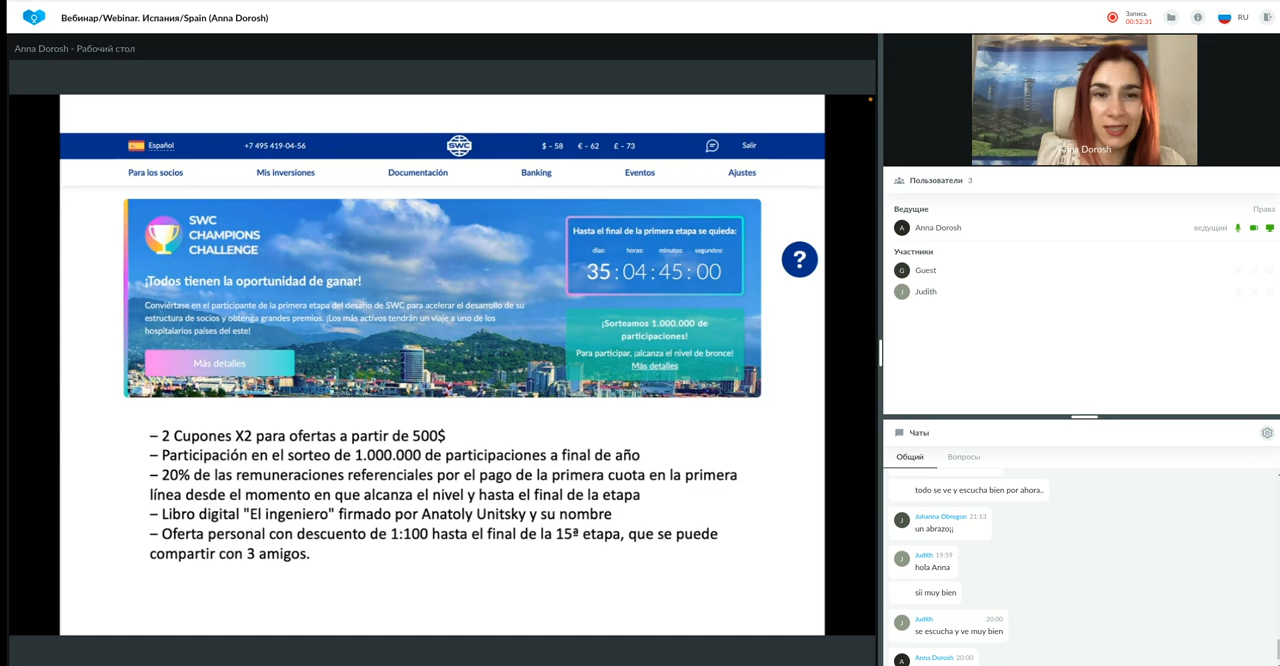 Вебинар/Webinar. Испания/Spain (Anna Dorosh)
Запись
00:52:31
RU
Anna Dorosh - Рабочий стол
Español
+7 495 419-04-56
SWC
$ – 58
€ – 62
£ – 73
Salir
Para los socios
Mis inversiones
Documentación
Banking
Eventos
Ajustes
SWC
CHAMPIONS
CHALLENGE
¡Todos tienen la oportunidad de ganar!
Conviértase en el participante de la primera etapa del desafío de SWC para acelerar el desarrollo de su
estructura de socios y obtenga grandes premios. ¡Los más activos tendrán un viaje a uno de los
hospitalarios países del este!
Más detalles
Hasta el final de la primera etapa se quieda:
días:
horas:
minutos:
segundos:
35 : 04 : 45 : 00
¡Sorteamos 1.000.000 de
participaciones!
Para participar, ¡alcanza el nivel de bronce!
Más detalles
?
– 2 Cupones X2 para ofertas a partir de 500$
– Participación en el sorteo de 1.000.000 de participaciones a final de año
– 20% de las remuneraciones referenciales por el pago de la primera cuota en la primera
línea desde el momento en que alcanza el nivel y hasta el final de la etapa
– Libro digital "El ingeniero" firmado por Anatoly Unitsky y su nombre
– Oferta personal con descuento de 1:100 hasta el final de la 15ª etapa, que se puede
compartir con 3 amigos.
Anna Dorosh
Пользователи 3
Ведущие
Права
A
Anna Dorosh
ведущий
Участники
G
Guest
J
Judith
Чаты
Общий
Вопросы
todo se ve y escucha bien por ahora..
J
Johanna Obregon 21:13
un abrazo¡¡
J
Judith 19:59
hola Anna
sii muy bien
J
Judith 20:00
se escucha y ve muy bien
A
Anna Dorosh 20:00